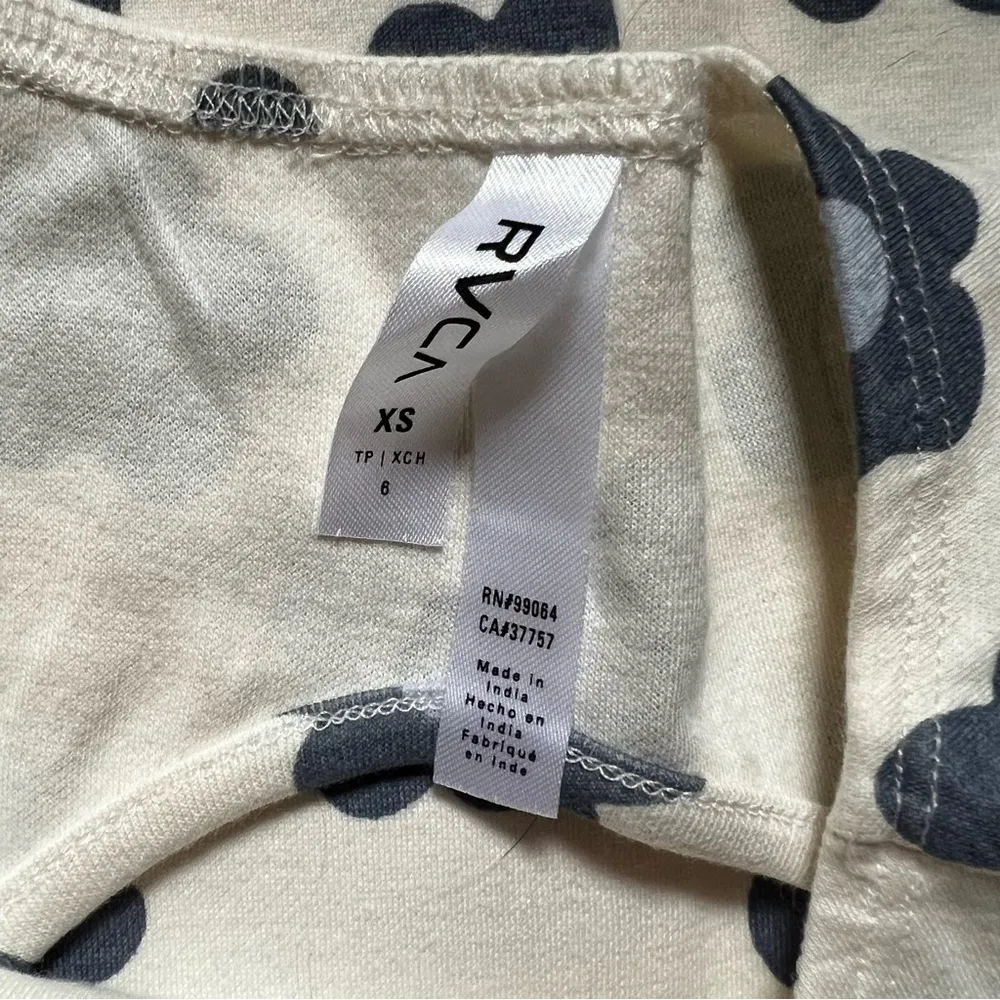 RVCA
XS
TP | XCH
6
RN#99064
CA#37757
Made in
India
Hecho en
India
Fabriqué
en Inde